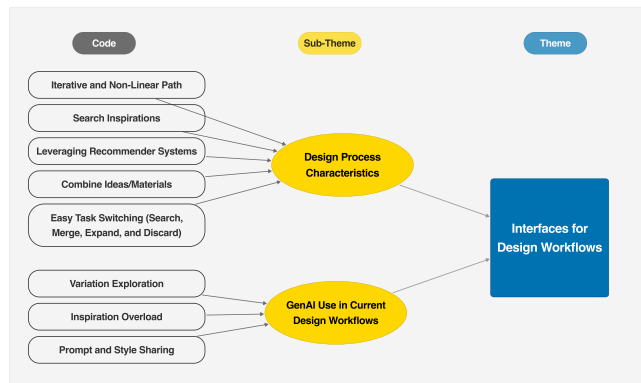 Code
Sub-Theme
Theme
Iterative and Non-Linear Path
Search Inspirations
Leveraging Recommender Systems
Combine Ideas/Materials
Easy Task Switching (Search,
Merge, Expand, and Discard)
Design Process
Characteristics
Variation Exploration
Inspiration Overload
Prompt and Style Sharing
GenAI Use in Current
Design Workflows
Interfaces for
Design Workflows